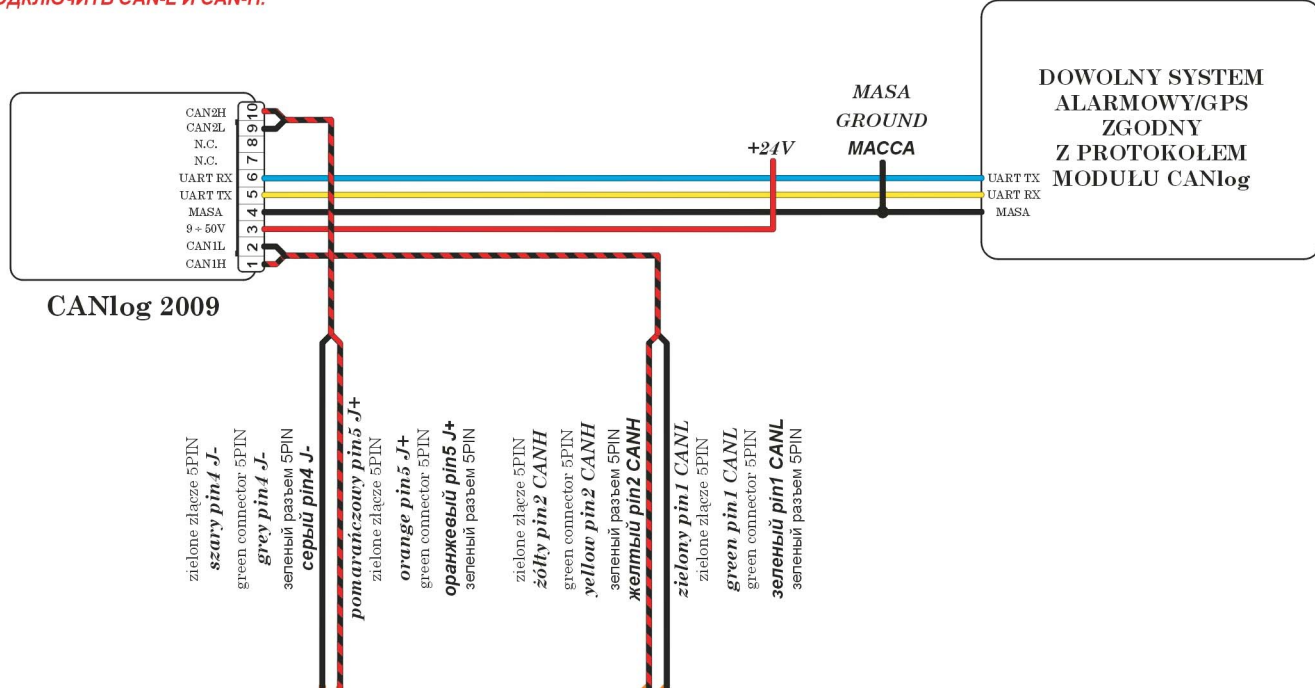 ПОДКЛЮЧИТЬ CAN-L И CAN-H.
CAN2H
CAN2L
N.C.
N.C.
UART RX
UART TX
MASA
9÷50V
CAN1L
CAN1H
10
9
8
7
6
5
4
3
2
1
CANlog 2009
+24V
MASA
GROUND
МАССА
DOWOLNY SYSTEM
ALARMOWY/GPS
ZGODNY
Z PROTOKOŁEM
MODUŁU CANlog
UART TX
UART RX
MASA
zielone złącze 5PIN
szary pin4 J-
green connector 5PIN
grey pin4 J-
зеленый разъем 5PIN
серый pin4 J-
pomarańczowy pin5 J+
zielone złącze 5PIN
orange pin5 J+
green connector 5PIN
оранжевый pin5 J+
зеленый разъем 5PIN
zielone złącze 5PIN
żółty pin2 CANH
green connector 5PIN
yellow pin2 CANH
зеленый разъем 5PIN
желтый pin2 CANH
zielony pin1 CANL
zielone złącze 5PIN
green pin1 CANL
green connector 5PIN
зеленый pin1 CANL
зеленый разъем 5PIN